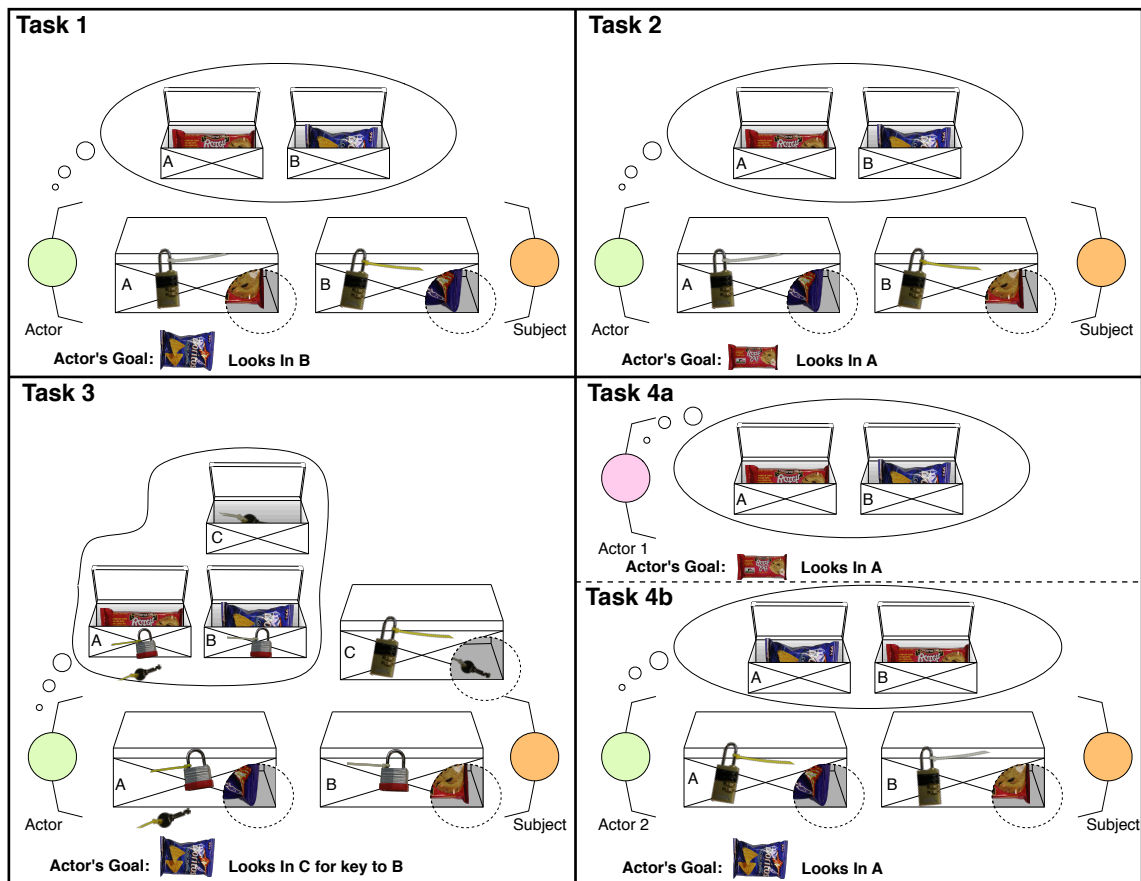 Task 1
A
B
A
B
Actor
Subject
Actor's Goal:
Looks In B
Task 2
A
B
A
B
Actor
Subject
Actor's Goal:
Looks In A
Task 3
C
A
B
C
A
B
Actor
Subject
Actor's Goal:
Looks In C for key to B
Task 4a
A
B
Actor 1
Actor's Goal:
Looks In A
Task 4b
A
B
A
B
Actor 2
Subject
Actor's Goal:
Looks In A